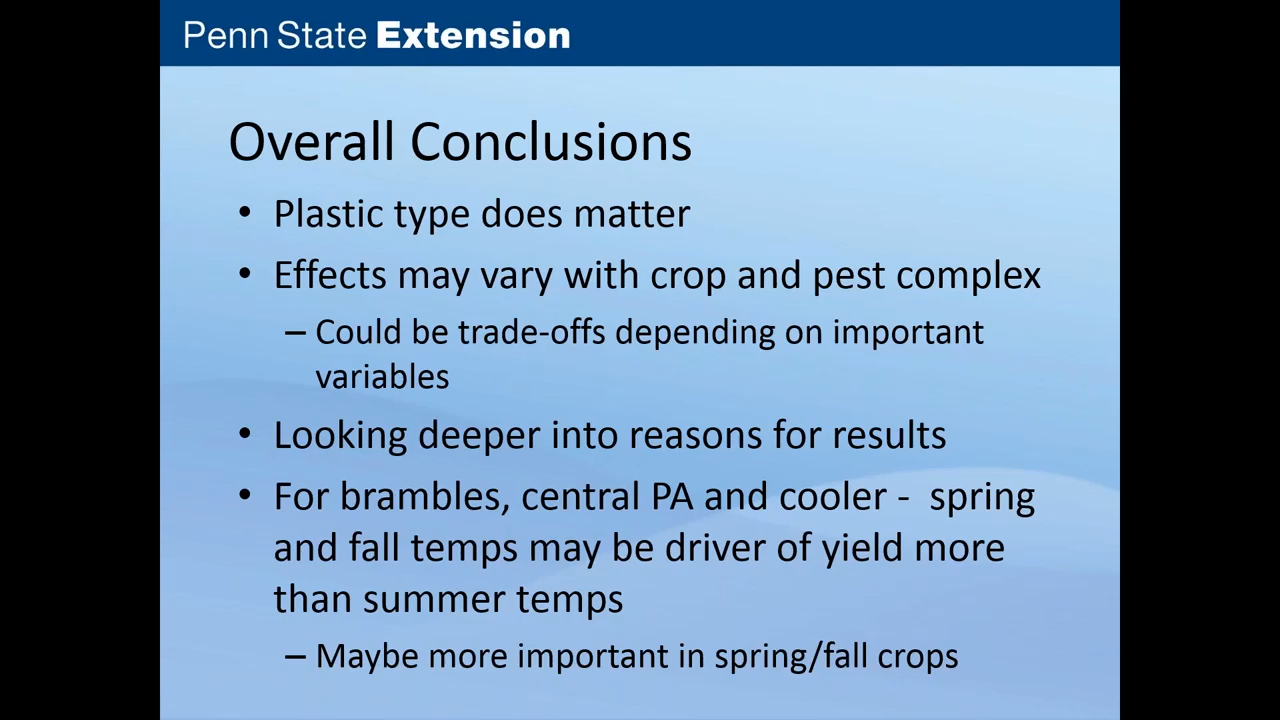 Penn State Extension
Overall Conclusions
• Plastic type does matter
• Effects may vary with crop and pest complex
– Could be trade-offs depending on important
variables
• Looking deeper into reasons for results
• For brambles, central PA and cooler - spring
and fall temps may be driver of yield more
than summer temps
– Maybe more important in spring/fall crops